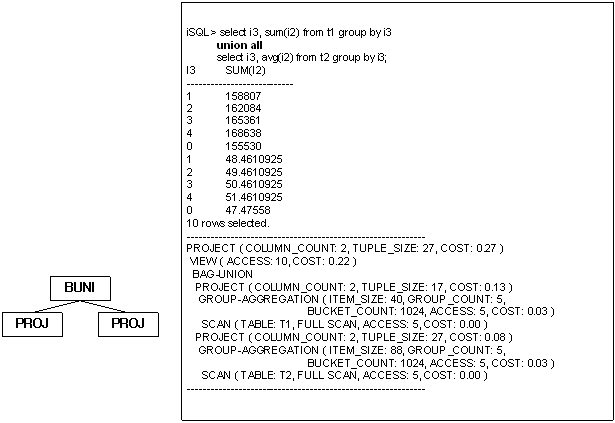 iSQL> select i3, sum(i2) from t1 group by i3
union all
select i3, avg(i2) from t2 group by i3;
I3 SUM(I2)
---------------------------
1 158807
2 162084
3 165361
4 168638
0 155530
1 48.4610925
2 49.4610925
3 50.4610925
4 51.4610925
0 47.47558
10 rows selected.
------------------------------------------------------------
PROJECT ( COLUMN_COUNT: 2, TUPLE_SIZE: 27, COST: 0.27 )
VIEW ( ACCESS: 10, COST: 0.22 )
BAG-UNION
PROJECT ( COLUMN_COUNT: 2, TUPLE_SIZE: 17, COST: 0.13 )
GROUP-AGGREGATION ( ITEM_SIZE: 40, GROUP_COUNT: 5,
BUCKET_COUNT: 1024, ACCESS: 5, COST: 0.03 )
SCAN ( TABLE: T1, FULL SCAN, ACCESS: 5, COST: 0.00 )
PROJECT ( COLUMN_COUNT: 2, TUPLE_SIZE: 27, COST: 0.08 )
GROUP-AGGREGATION ( ITEM_SIZE: 88, GROUP_COUNT: 5,
BUCKET_COUNT: 1024, ACCESS: 5, COST: 0.03 )
SCAN ( TABLE: T2, FULL SCAN, ACCESS: 5, COST: 0.00 )
------------------------------------------------------------
BUNI
PROJ PROJ